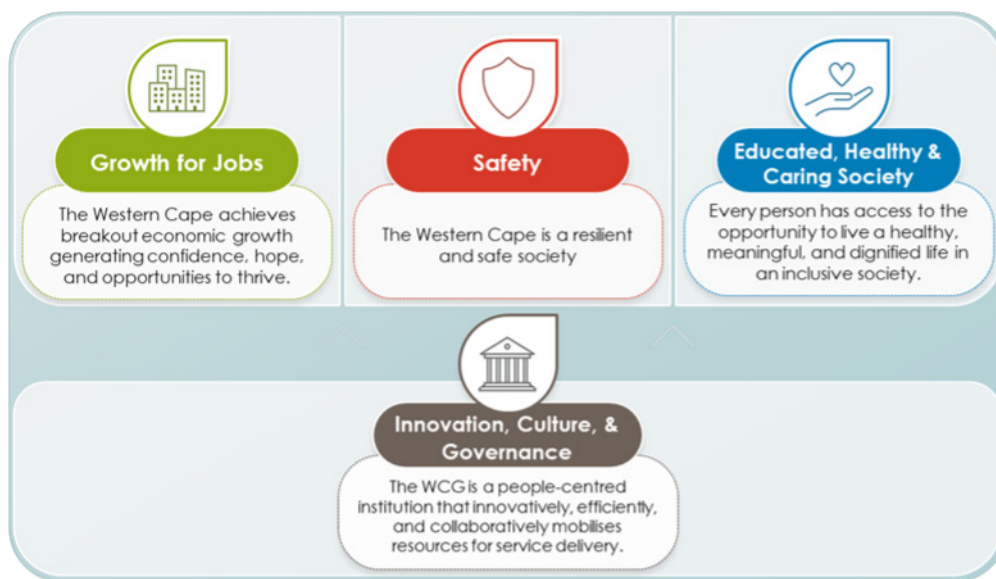 Growth for Jobs
The Western Cape achieves
breakout economic growth
generating confidence, hope,
and opportunities to thrive.
Safety
The Western Cape is a resilient
and safe society
Educated, Healthy &
Caring Society
Every person has access to the
opportunity to live a healthy,
meaningful, and dignified life in
an inclusive society.
Innovation, Culture, &
Governance
The WCG is a people-centred
institution that innovatively, efficiently,
and collaboratively mobilises
resources for service delivery.